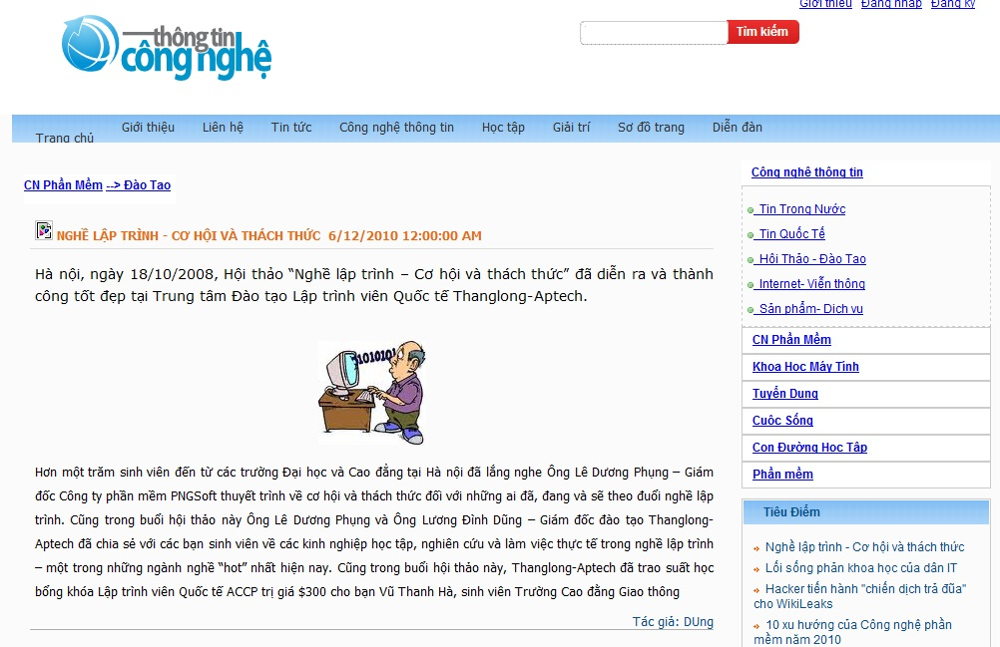 Giới thiệu Đăng nhập Đăng ký
thông tin
công nghệ
Tìm kiếm
Trang chủ Giới thiệu Liên hệ Tin tức Công nghệ thông tin Học tập Giải trí Sơ đồ trang Diễn đàn
CN Phần Mềm --> Đào Tạo
NGHỀ LẬP TRÌNH - CƠ HỘI VÀ THÁCH THỨC 6/12/2010 12:00:00 AM
Hà nội, ngày 18/10/2008, Hội thảo “Nghề lập trình – Cơ hội và thách thức” đã diễn ra và thành
công tốt đẹp tại Trung tâm Đào tạo Lập trình viên Quốc tế Thanglong-Aptech.
101010!
Hơn một trăm sinh viên đến từ các trường Đại học và Cao đẳng tại Hà nội đã lắng nghe Ông Lê Dương Phụng – Giám
đốc Công ty phần mềm PNGSoft thuyết trình về cơ hội và thách thức đối với những ai đã, đang và sẽ theo đuổi nghề lập
trình. Cũng trong buổi hội thảo này Ông Lê Dương Phụng và Ông Lương Đình Dũng – Giám đốc đào tạo Thanglong-
Aptech đã chia sẻ với các bạn sinh viên về các kinh nghiệp học tập, nghiên cứu và làm việc thực tế trong nghề lập trình
– một trong những ngành nghề “hot” nhất hiện nay. Cũng trong buổi hội thảo này, Thanglong-Aptech đã trao suất học
bổng khóa Lập trình viên Quốc tế ACCP trị giá $300 cho bạn Vũ Thanh Hà, sinh viên Trường Cao đẳng Giao thông
Tác giả: DUng
Công nghệ thông tin
Tin Trong Nước
Tin Quốc Tế
Hội Thảo - Đào Tạo
Internet- Viễn thông
Sản phẩm- Dịch vụ
CN Phần Mềm
Khoa Học Máy Tính
Tuyển Dụng
Cuộc Sống
Con Đường Học Tập
Phần mềm
Tiêu Điểm
Nghề lập trình - Cơ hội và thách thức
Lối sống phản khoa học của dân IT
Hacker tiến hành "chiến dịch trả đũa"
cho WikiLeaks
10 xu hướng của Công nghệ phần
mềm năm 2010